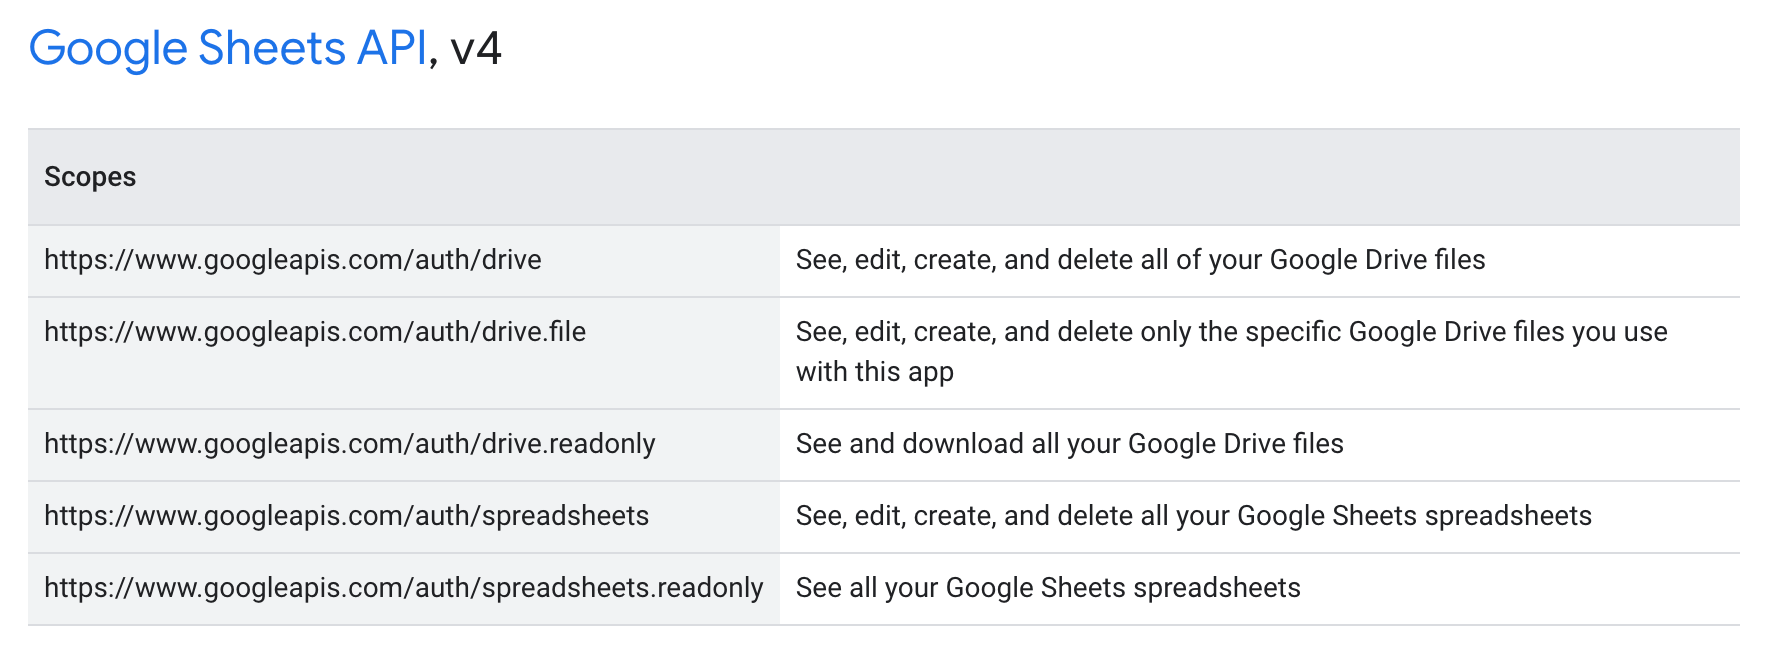 Google Sheets API, v4
Scopes
https://www.googleapis.com/auth/drive
See, edit, create, and delete all of your Google Drive files
https://www.googleapis.com/auth/drive.file
See, edit, create, and delete only the specific Google Drive files you use
with this app
https://www.googleapis.com/auth/drive.readonly
See and download all your Google Drive files
https://www.googleapis.com/auth/spreadsheets
See, edit, create, and delete all your Google Sheets spreadsheets
https://www.googleapis.com/auth/spreadsheets.readonly
See all your Google Sheets spreadsheets